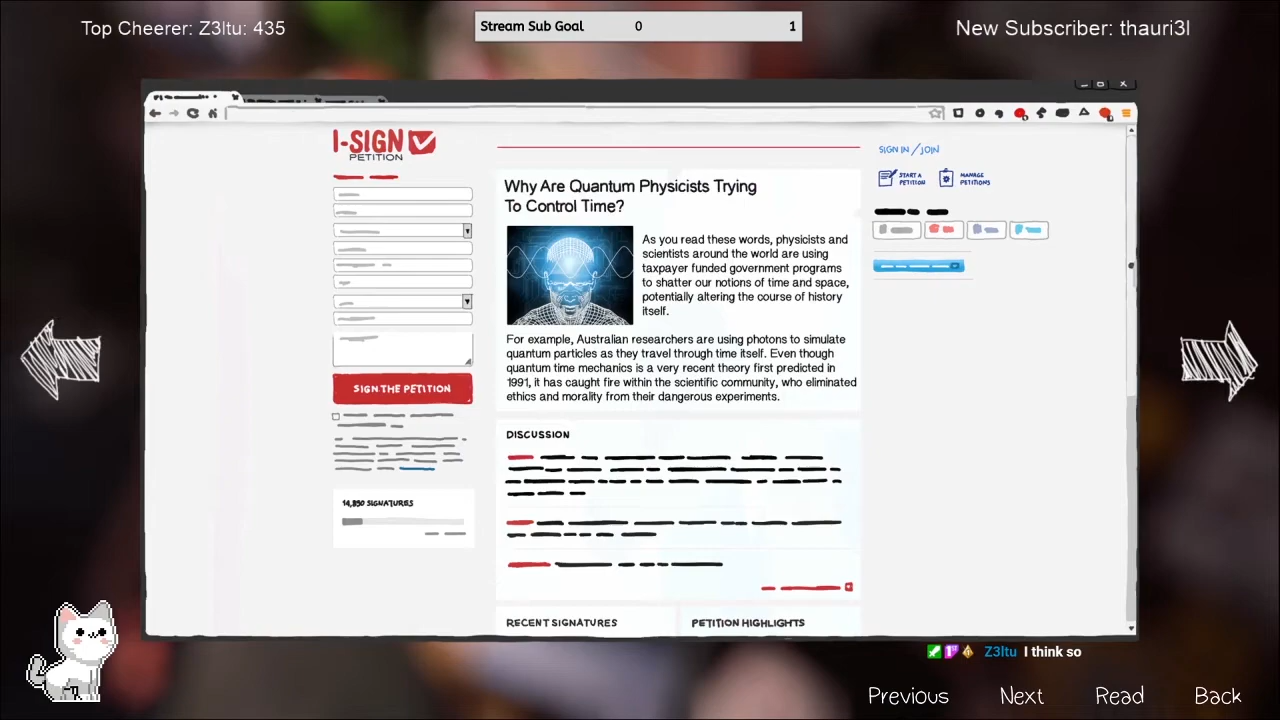 Top Cheerer: Z3ltu: 435
Stream Sub Goal 0 1
New Subscriber: thauri3l
I-SIGN
PETITION
SIGN IN / JOIN
START A
PETITION
MANAGE
PETITIONS
Why Are Quantum Physicists Trying
To Control Time?
As you read these words, physicists and
scientists around the world are using
taxpayer funded government programs
to shatter our notions of time and space,
potentially altering the course of history
itself.
For example, Australian researchers are using photons to simulate
quantum particles as they travel through time itself. Even though
quantum time mechanics is a very recent theory first predicted in
1991, it has caught fire within the scientific community, who eliminated
ethics and morality from their dangerous experiments.
SIGN THE PETITION
DISCUSSION
14,850 SIGNATURES
RECENT SIGNATURES
PETITION HIGHLIGHTS
Z3ltu I think so
Previous Next Read Back